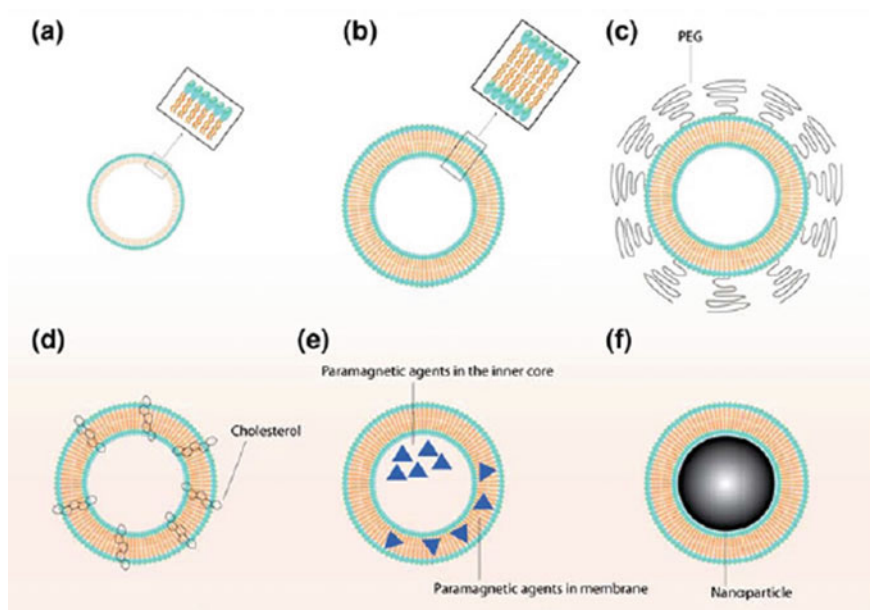 (a)
(b)
(c)
PEG
(d)
(e)
(f)
Paramagnetic agents in the inner core
Cholesterol
Paramagnetic agents in membrane
Nanoparticle